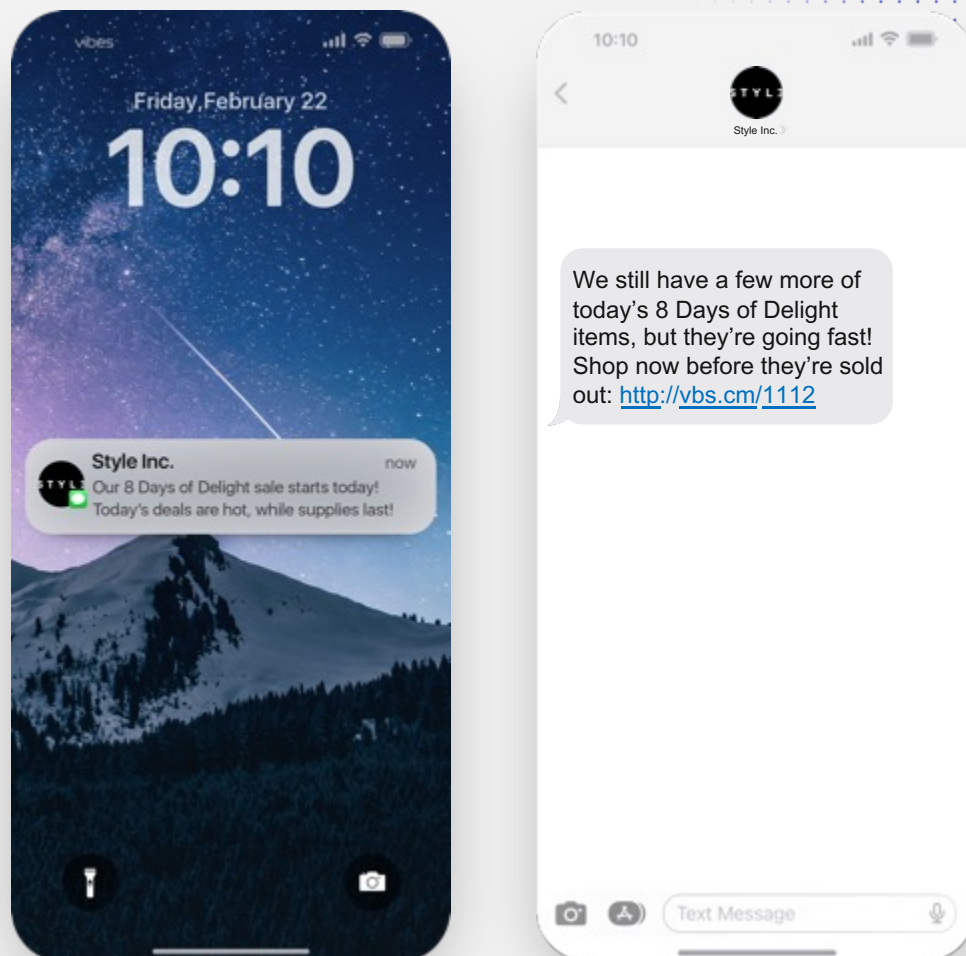 vibes
Friday,February 22
10:10
Style Inc.
now
Our 8 Days of Delight sale starts today!
Today's deals are hot, while supplies last!
10:10
STYLE
Style Inc.
We still have a few more of
today’s 8 Days of Delight
items, but they’re going fast!
Shop now before they’re sold
out: http://vbs.cm/1112
Text Message